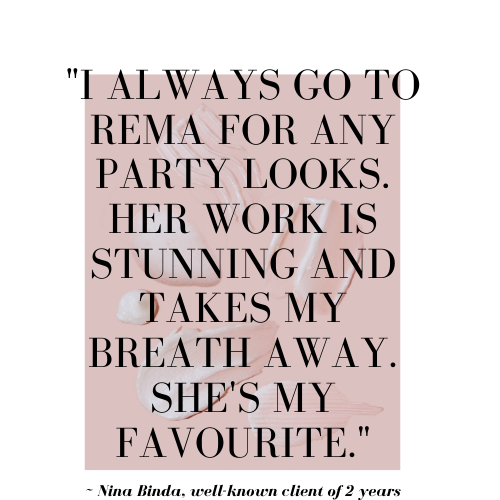 "I ALWAYS GO TO
REMA FOR ANY
PARTY LOOKS.
HER WORK IS
STUNNING AND
TAKES MY
BREATH AWAY.
SHE'S MY
FAVOURITE."
~ Nina Binda, well-known client of 2 years